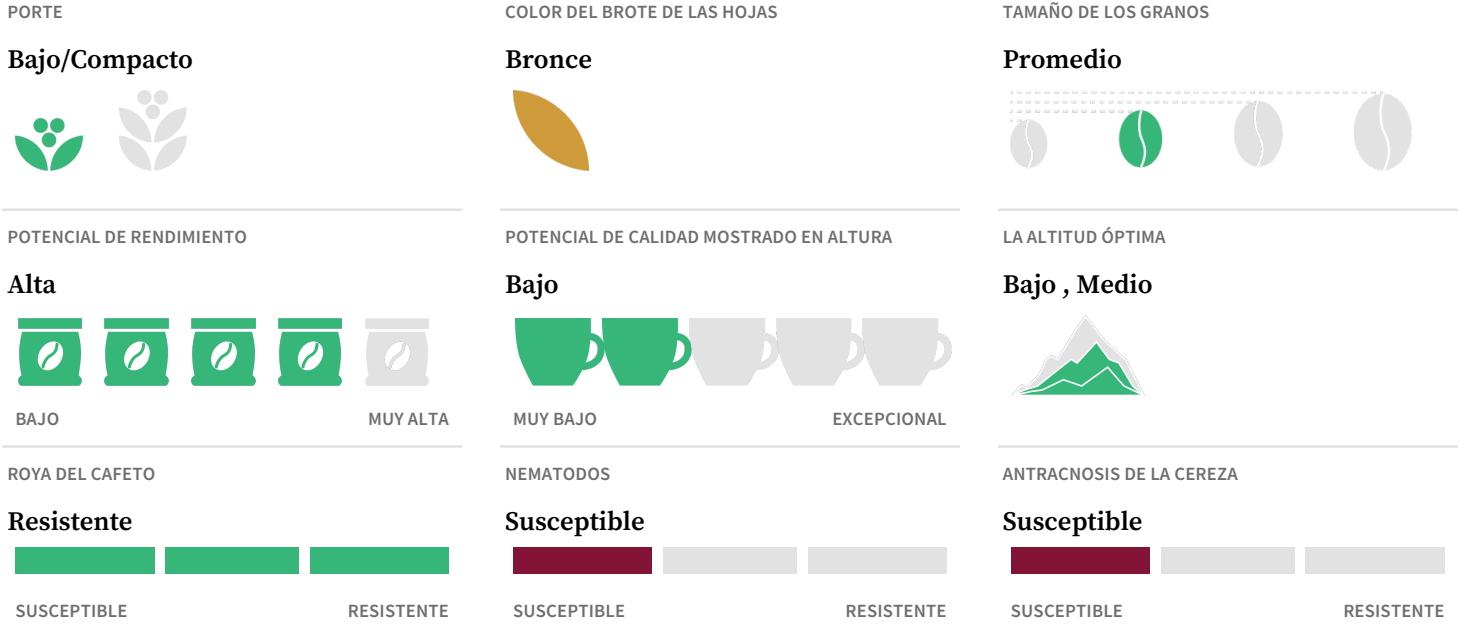 PORTE
Bajo/Compacto
COLOR DEL BROTE DE LAS HOJAS
Bronce
TAMAÑO DE LOS GRANOS
Promedio
POTENCIAL DE RENDIMIENTO
Alta
BAJO
MUY ALTA
POTENCIAL DE CALIDAD MOSTRADO EN ALTURA
Bajo
MUY BAJO
EXCEPCIONAL
LA ALTITUD ÓPTIMA
Bajo , Medio
ROYA DEL CAFETO
Resistente
SUSCEPTIBLE
RESISTENTE
NEMATODOS
Susceptible
SUSCEPTIBLE
RESISTENTE
ANTRACNOSIS DE LA CEREZA
Susceptible
SUSCEPTIBLE
RESISTENTE